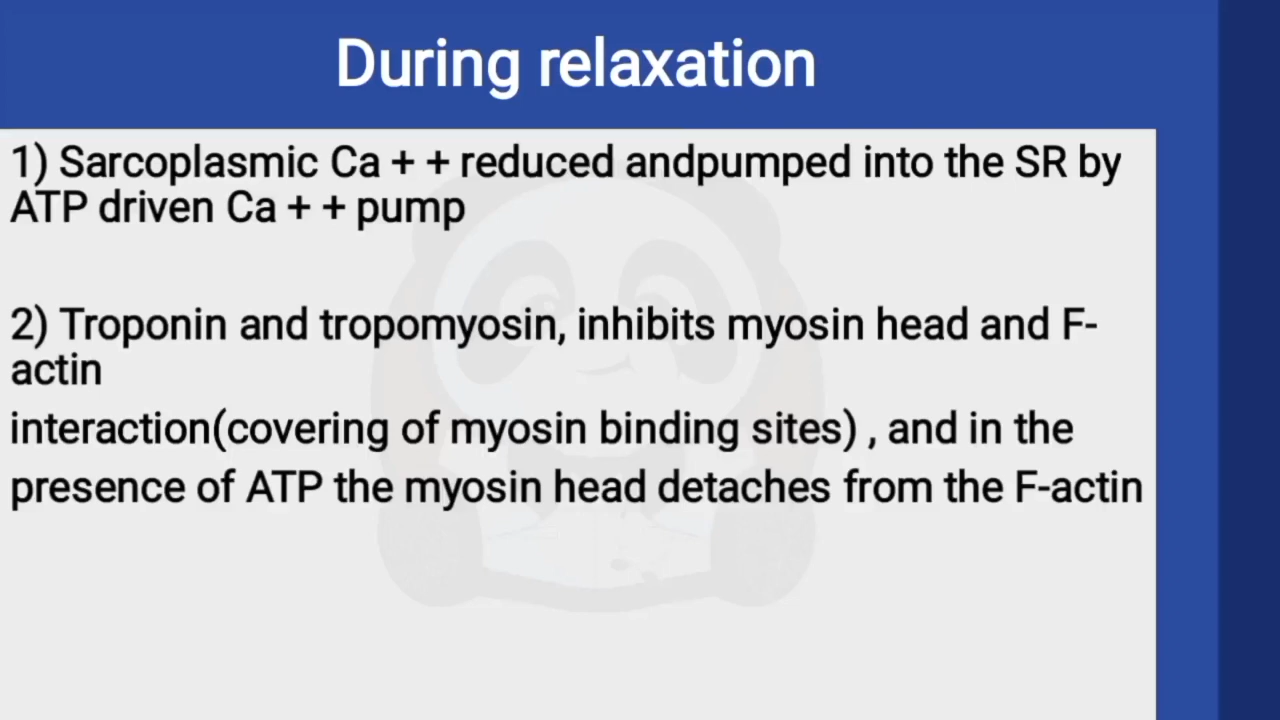 During relaxation
1) Sarcoplasmic Ca + + reduced andpumped into the SR by
ATP driven Ca + + pump
2) Troponin and tropomyosin, inhibits myosin head and F-
actin
interaction(covering of myosin binding sites) , and in the
presence of ATP the myosin head detaches from the F-actin